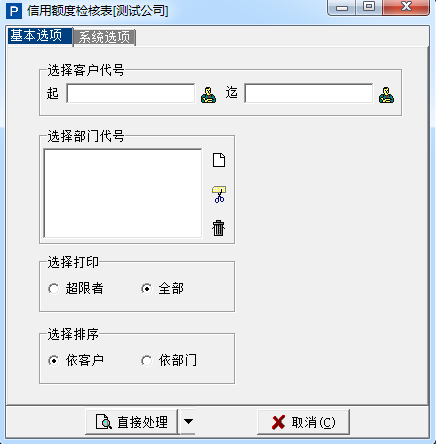 P 信用额度检核表[测试公司]
基本选项 系统选项
选择客户代号
起 迄
选择部门代号
选择打印
超限者 全部
选择排序
依客户 依部门
直接处理 取消(C)